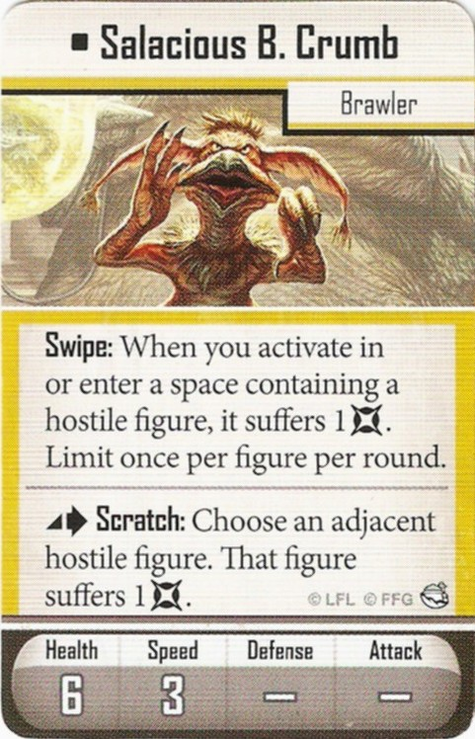 Salacious B. Crumb
Brawler
Swipe: When you activate in
or enter a space containing a
hostile figure, it suffers 1.
Limit once per figure per round.
Scratch: Choose an adjacent
hostile figure. That figure
suffers 1.
© LFL © FFG
Health Speed Defense Attack
6 3 – –